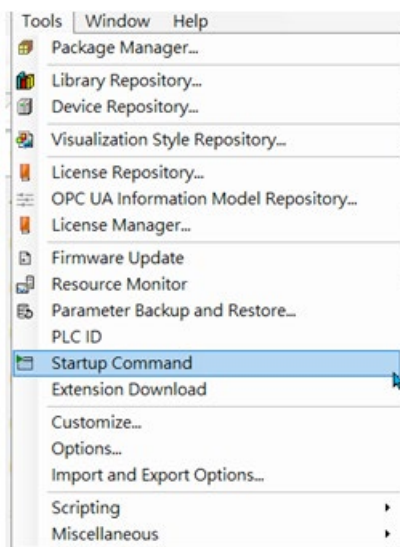 Tools Window Help
Package Manager...
Library Repository...
Device Repository...
Visualization Style Repository...
License Repository...
OPC UA Information Model Repository...
License Manager...
Firmware Update
Resource Monitor
Parameter Backup and Restore...
PLC ID
Startup Command
Extension Download
Customize...
Options...
Import and Export Options...
Scripting
Miscellaneous